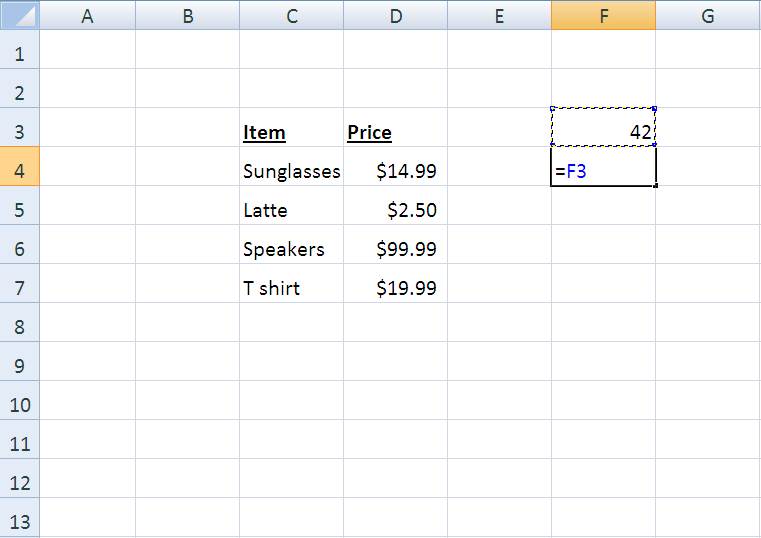 A B C D E F G
1
2
3 Item Price 42
4 Sunglasses $14.99 =F3
5 Latte $2.50
6 Speakers $99.99
7 T shirt $19.99
8
9
10
11
12
13